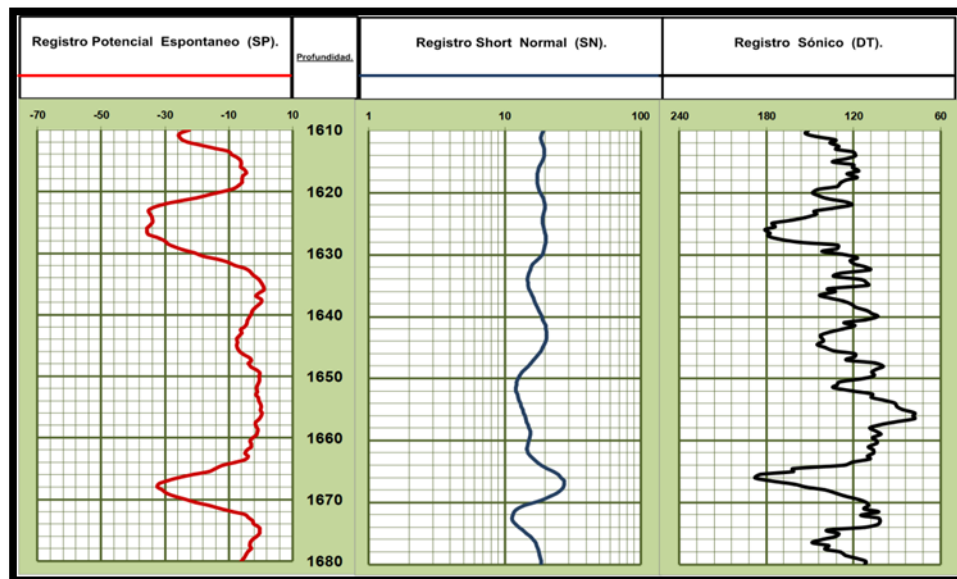 Registro Potencial Espontaneo (SP).
Profundidad.
Registro Short Normal (SN).
Registro Sónico (DT).
-70 -50 -30 -10 10
1 10 100
240 180 120 60
1610
1620
1630
1640
1650
1660
1670
1680